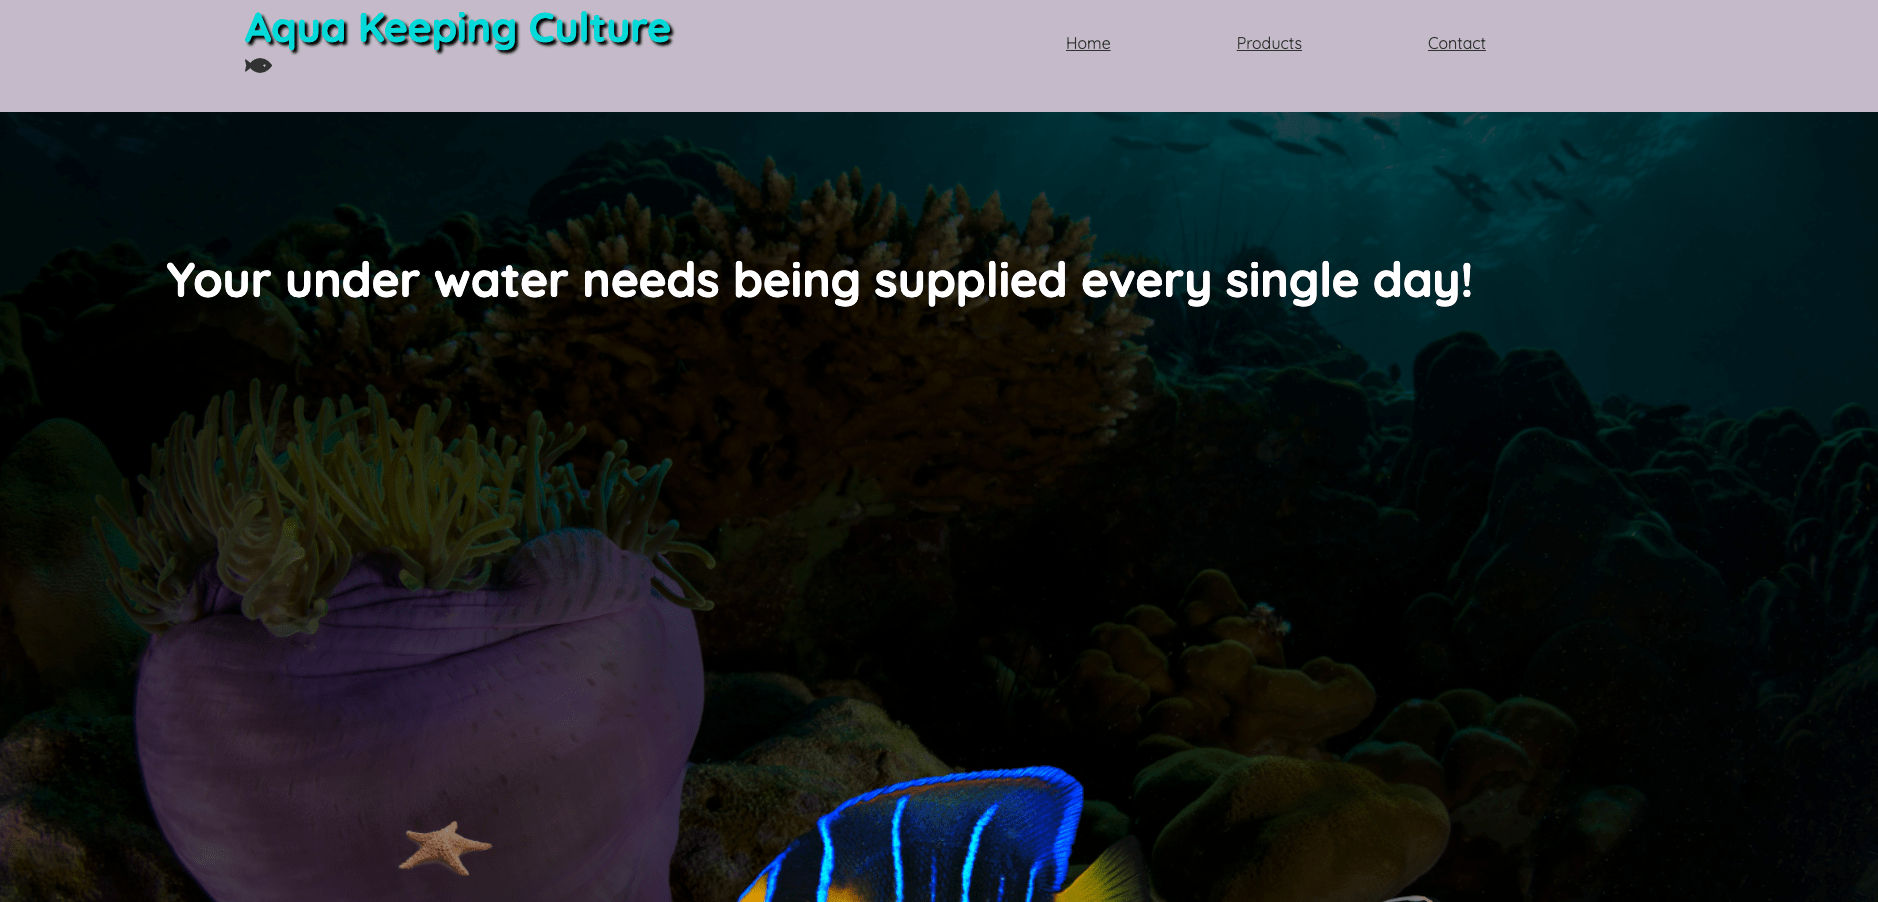 Aqua Keeping Culture
Home
Products
Contact
Your under water needs being supplied every single day!